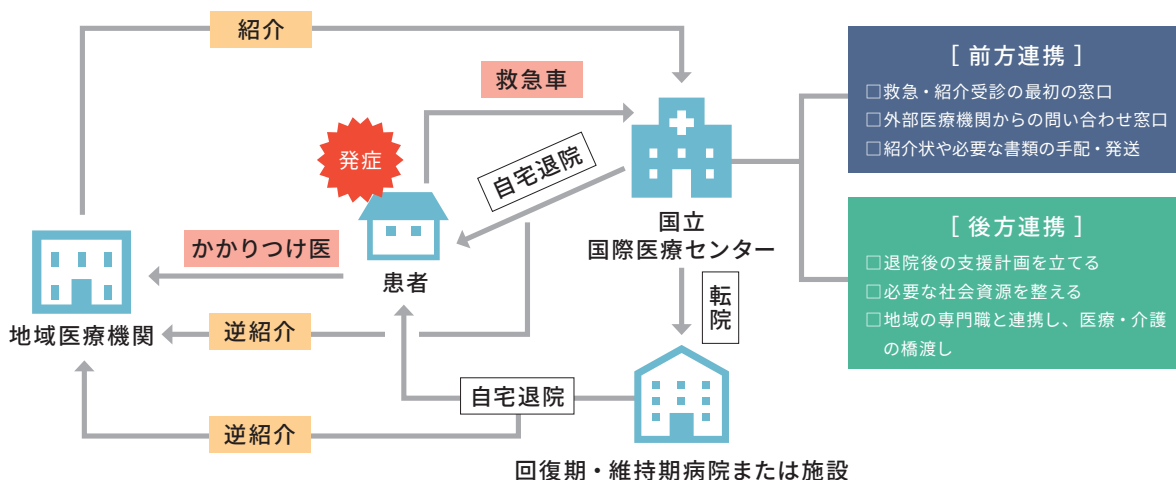 紹介
救急車
発症
自宅退院
国立
国際医療センター
かかりつけ医
患者
地域医療機関
逆紹介
転院
自宅退院
逆紹介
回復期・維持期病院または施設
［ 前方連携 ］
□救急・紹介受診の最初の窓口
□外部医療機関からの問い合わせ窓口
□紹介状や必要な書類の手配・発送
［ 後方連携 ］
□退院後の支援計画を立てる
□必要な社会資源を整える
□地域の専門職と連携し、医療・介護
の橋渡し